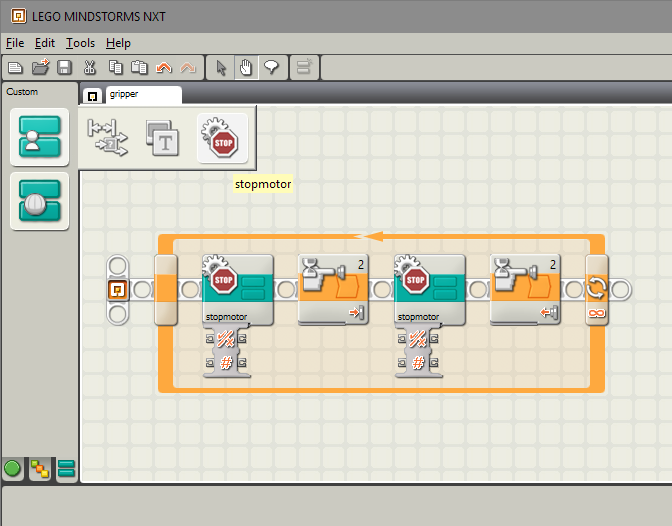 LEGO MINDSTORMS NXT
File Edit Tools Help
Custom
gripper
T
STOP
stopmotor
2
2
STOP
STOP
stopmotor
stopmotor
#
#